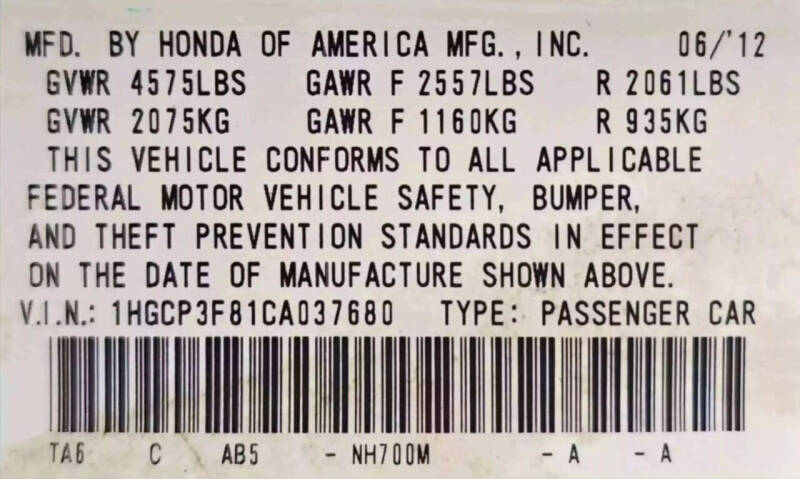 MFD. BY HONDA OF AMERICA MFG., INC. 06/'12
GVWR 4575LBS GAWR F 2557LBS R 2061LBS
GVWR 2075KG GAWR F 1160KG R 935KG
THIS VEHICLE CONFORMS TO ALL APPLICABLE
FEDERAL MOTOR VEHICLE SAFETY, BUMPER,
AND THEFT PREVENTION STANDARDS IN EFFECT
ON THE DATE OF MANUFACTURE SHOWN ABOVE.
V.I.N.: 1HGCP3F81CA037680 TYPE: PASSENGER CAR
TA6 C AB5 - NH700M - A - A